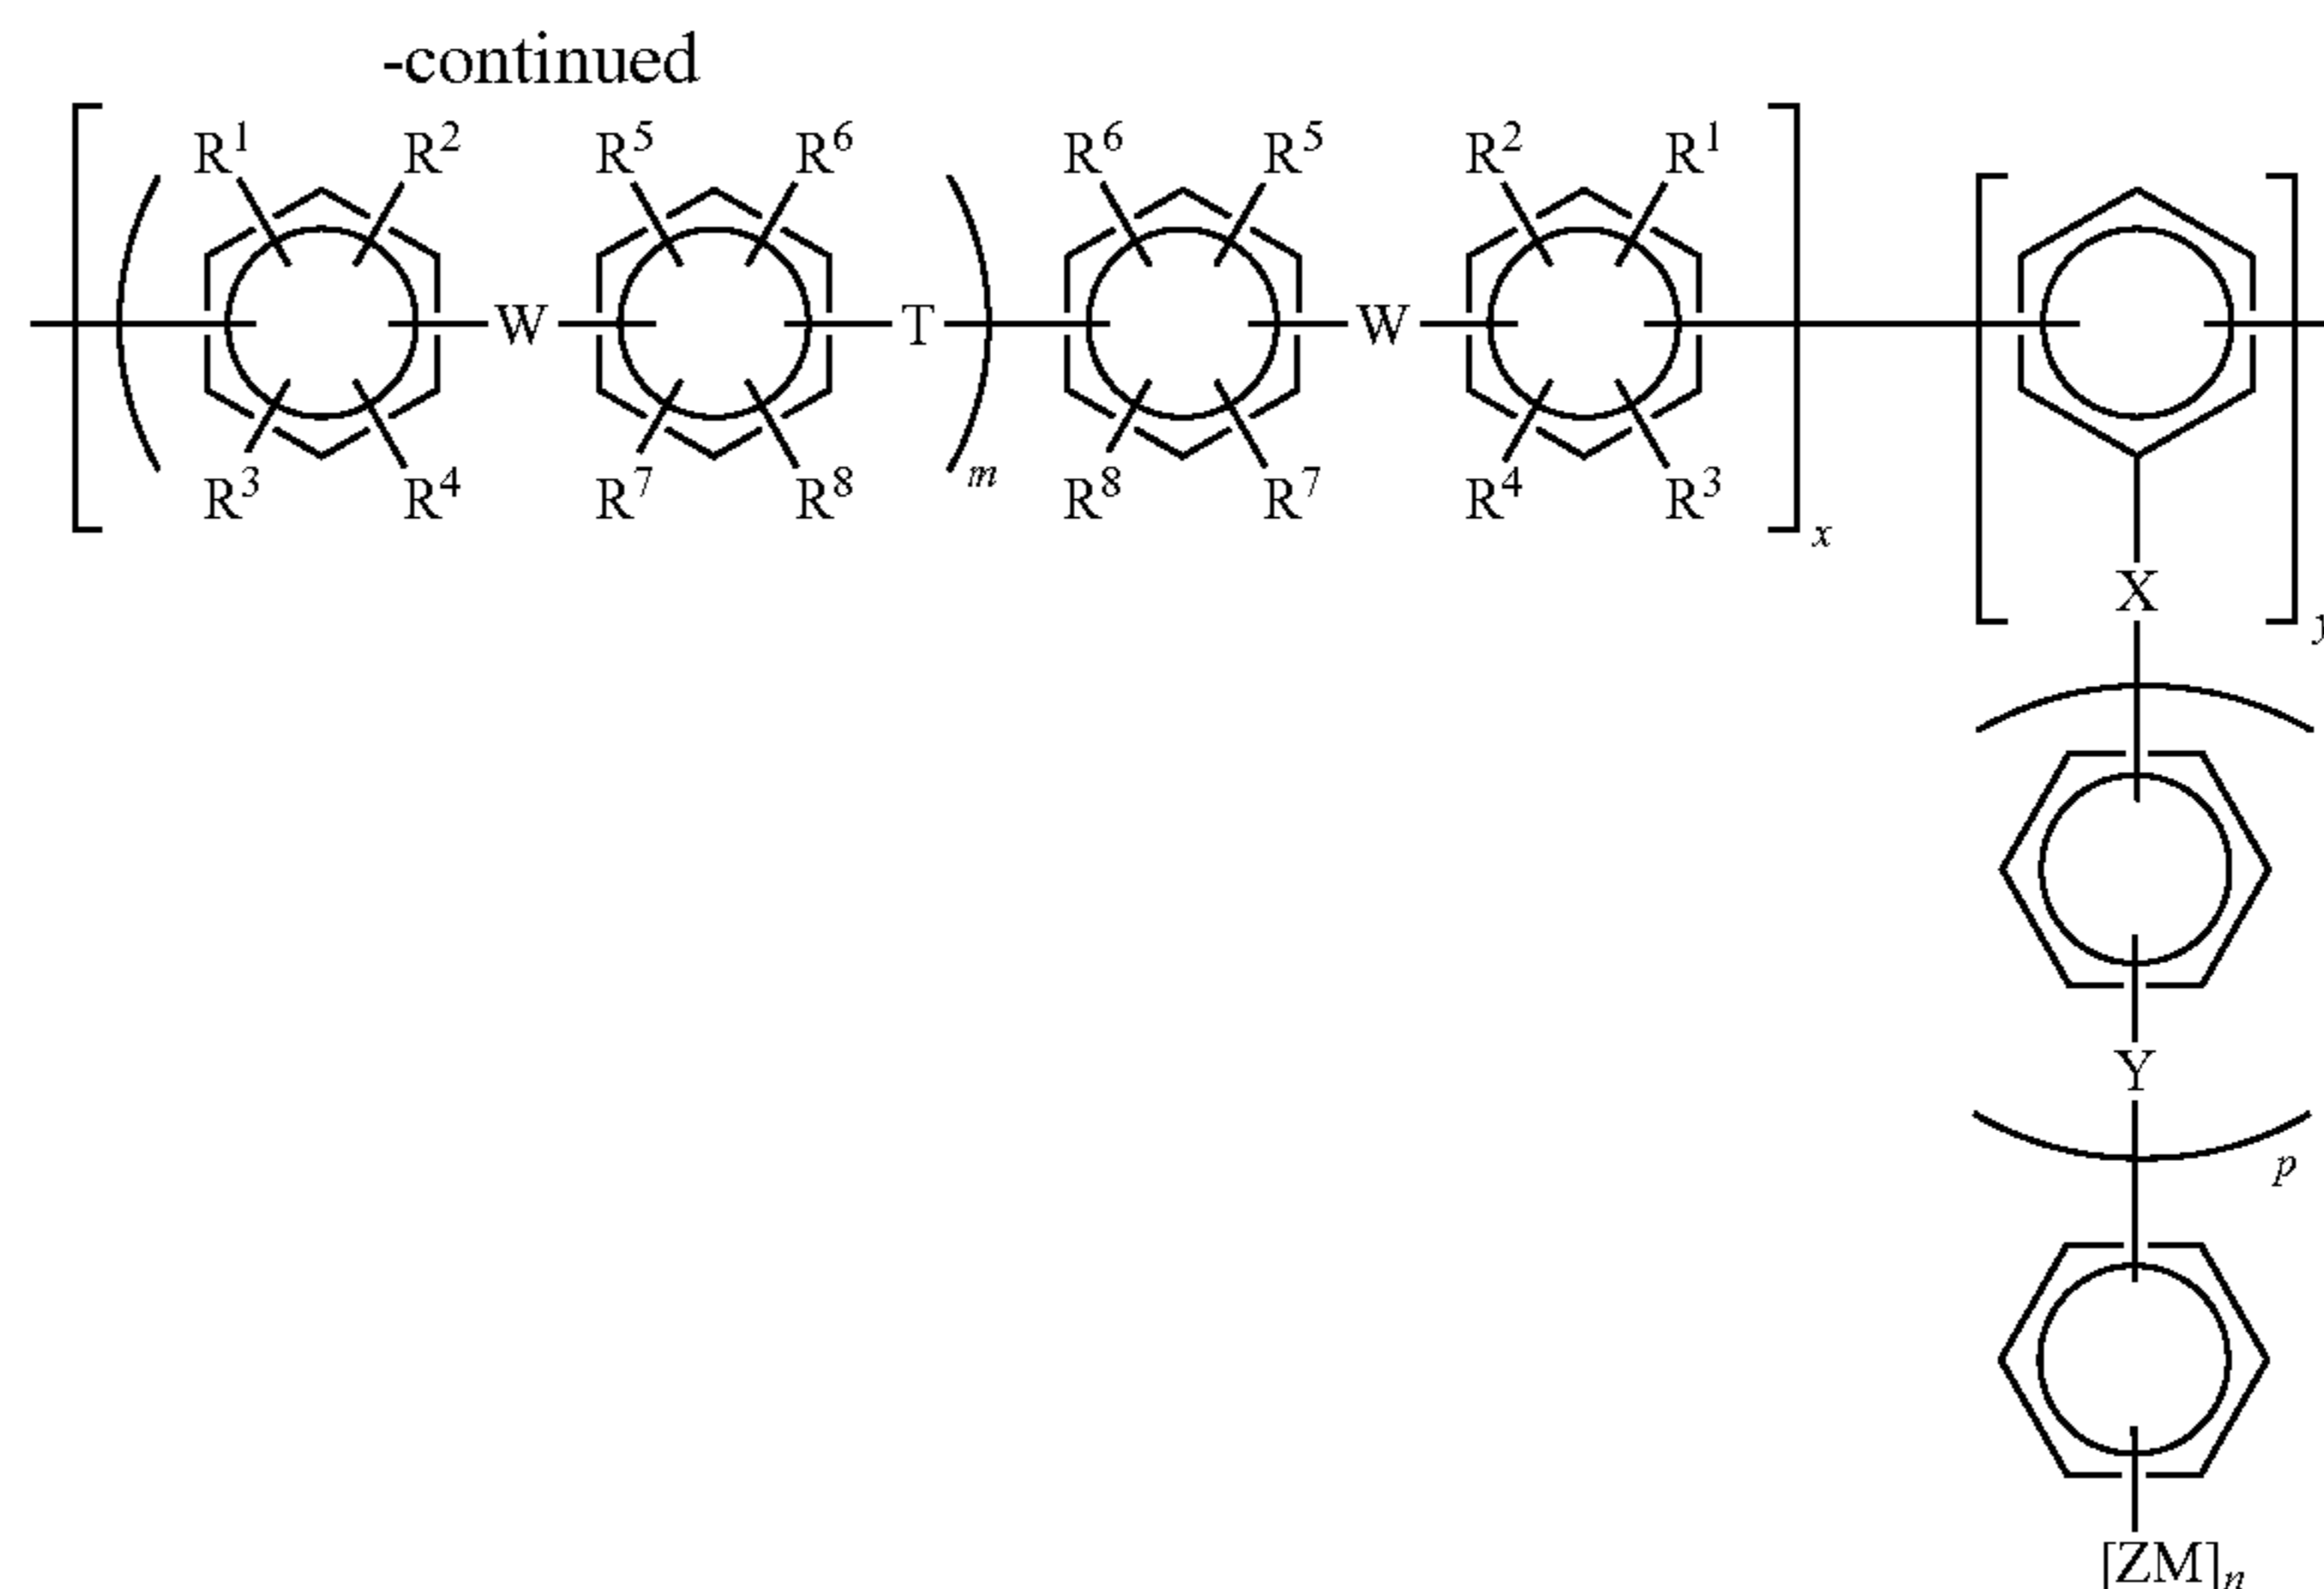 -continued
R1 R2 R5 R6 R6 R5 R2 R1
W T W
R3 R4 R7 R8 m R8 R7 R4 R3
x
X
y
Y
p
[ZM]n